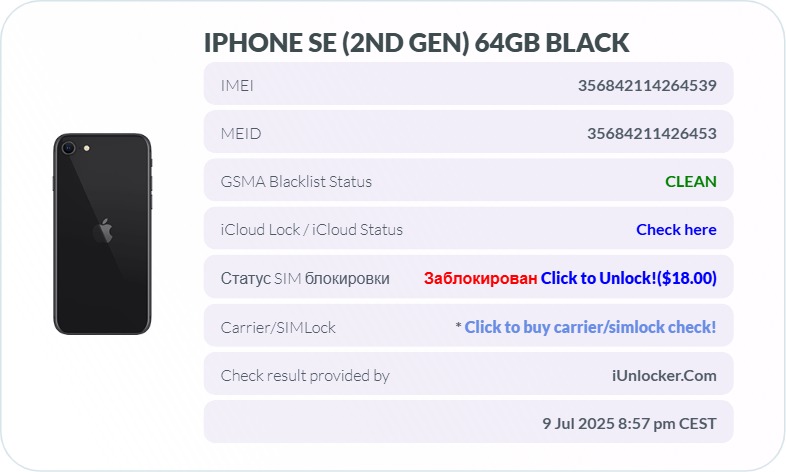 IPHONE SE (2ND GEN) 64GB BLACK
IMEI 356842114264539
MEID 35684211426453
GSMA Blacklist Status CLEAN
iCloud Lock / iCloud Status Check here
Статус SIM блокировки Заблокирован Click to Unlock!($18.00)
Carrier/SIMLock * Click to buy carrier/simlock check!
Check result provided by iUnlocker.Com
9 Jul 2025 8:57 pm CEST